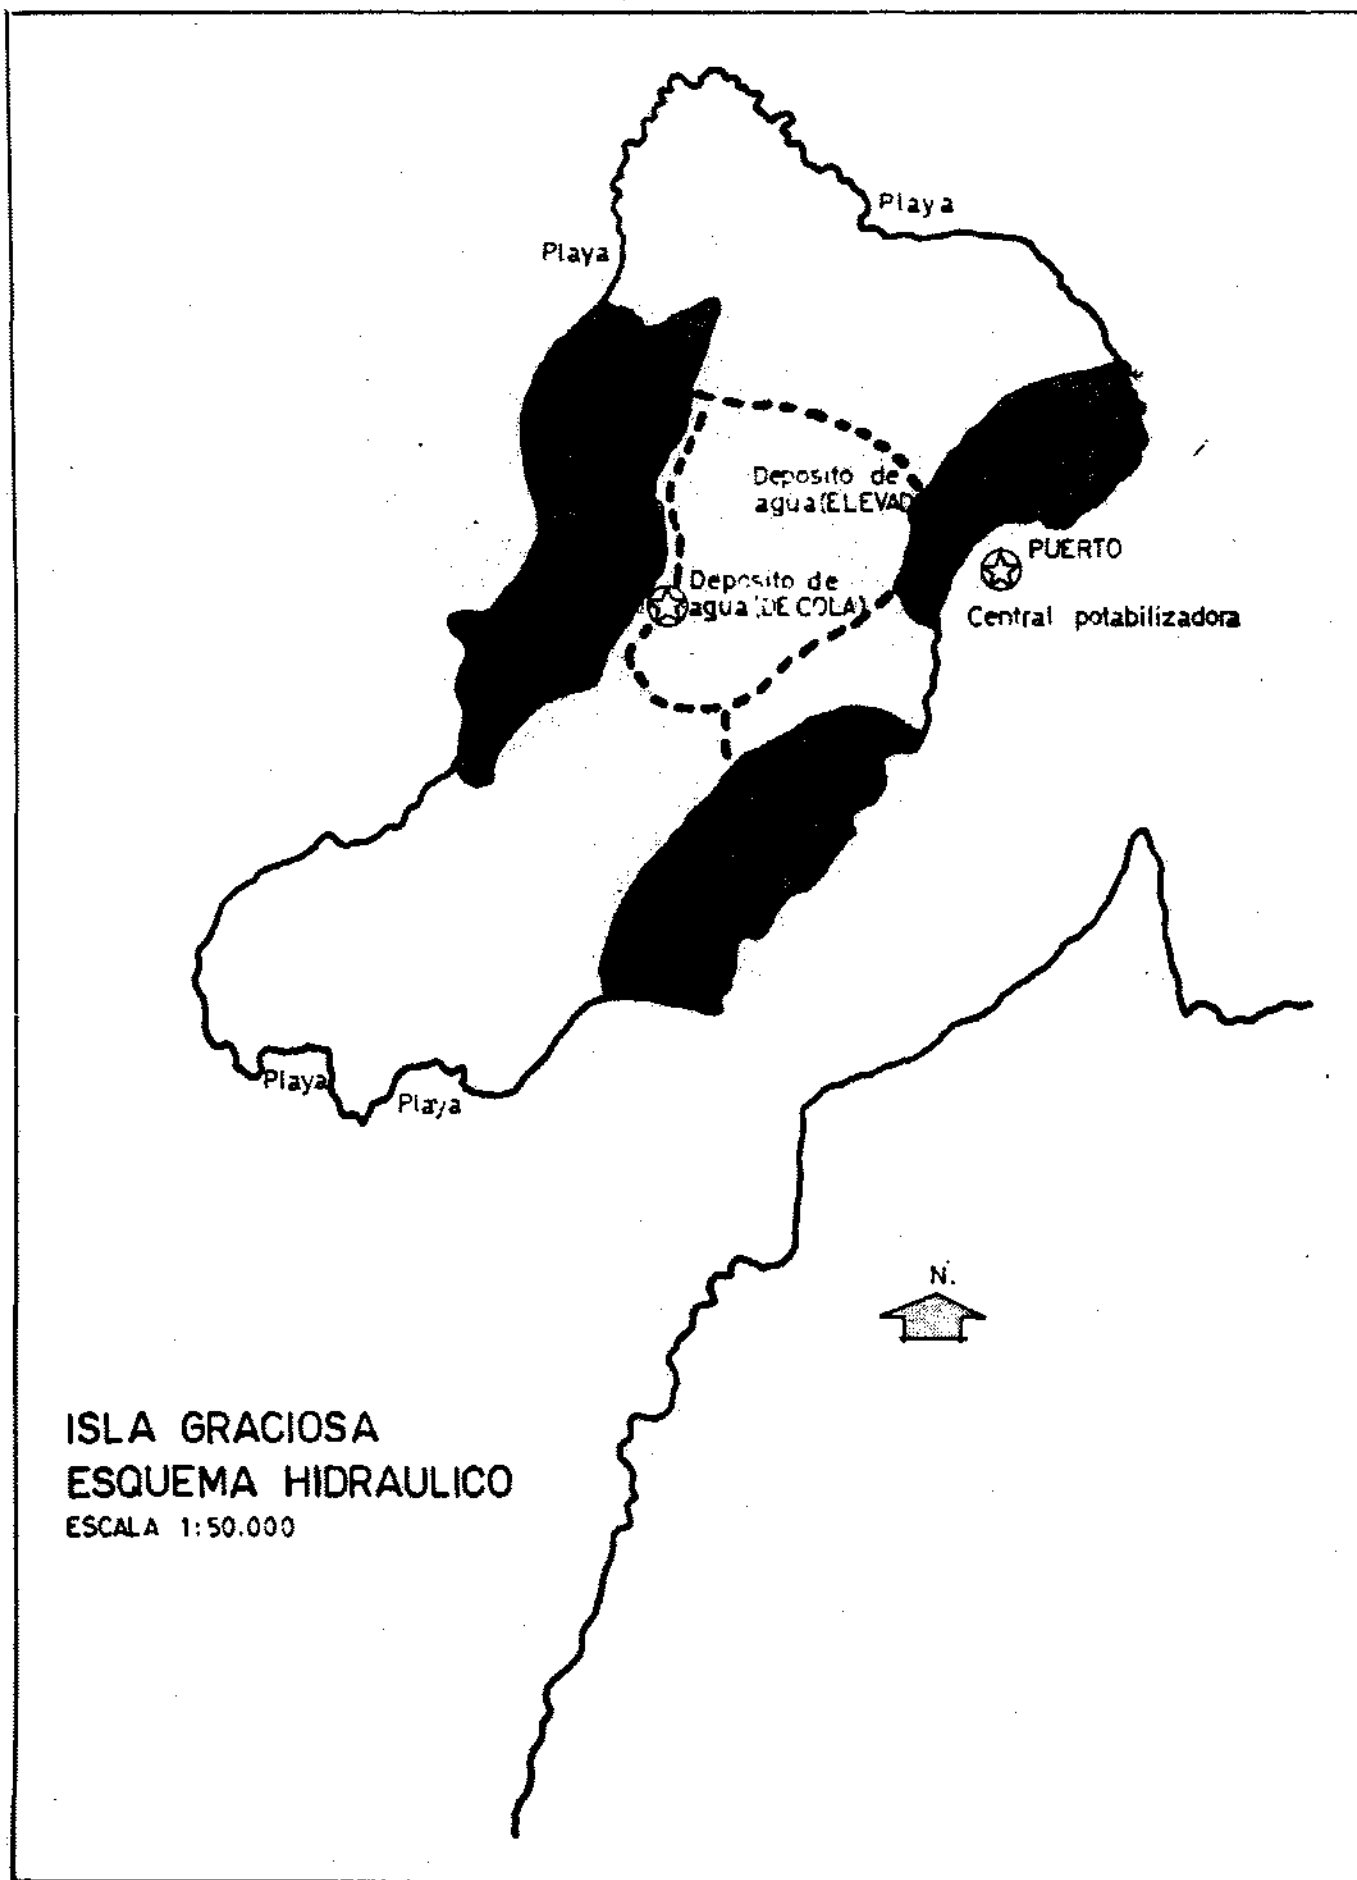 Playa
Playa
Deposito de
agua (ELEVAD
PUERTO
Deposito de
agua (DE COLA)
Central potabilizadora
Playa
Playa
N.
ISLA GRACIOSA
ESQUEMA HIDRAULICO
ESCALA 1:50.000